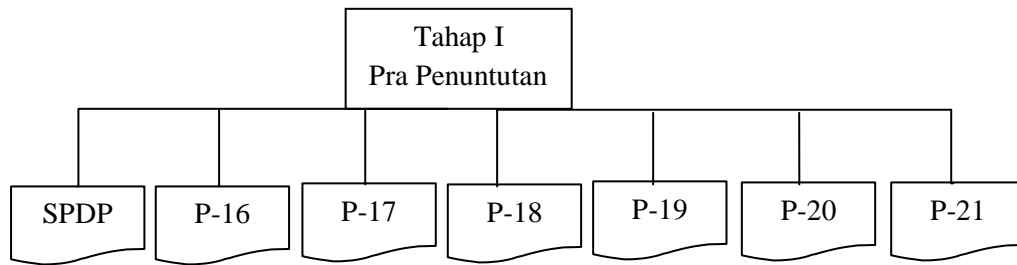 Tahap I
Pra Penuntutan
SPDP
P-16
P-17
P-18
P-19
P-20
P-21